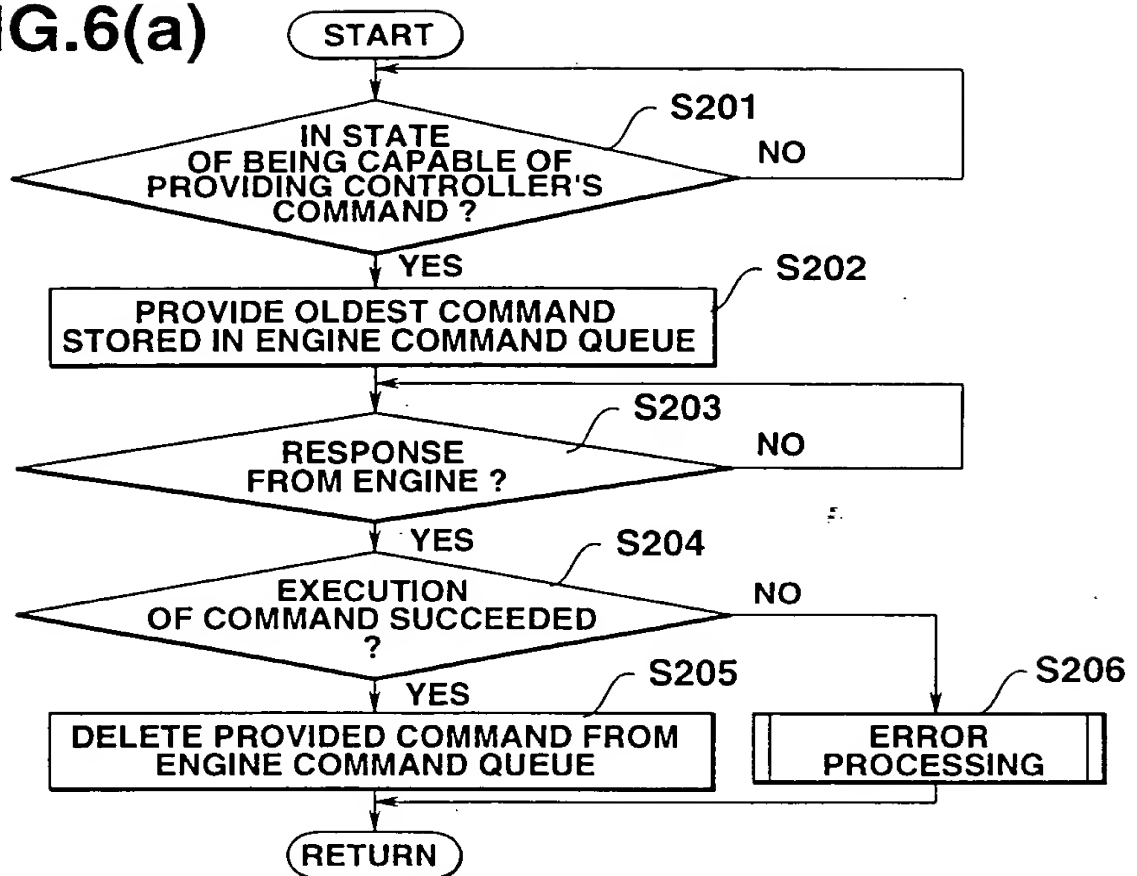 IG.6(a)
START
S201
IN STATE
OF BEING CAPABLE OF
PROVIDING CONTROLLER'S
COMMAND ?
NO
YES
S202
PROVIDE OLDEST COMMAND
STORED IN ENGINE COMMAND QUEUE
S203
RESPONSE
FROM ENGINE ?
NO
YES
S204
EXECUTION
OF COMMAND SUCCEEDED
?
NO
YES
S205
DELETE PROVIDED COMMAND FROM
ENGINE COMMAND QUEUE
S206
ERROR
PROCESSING
RETURN